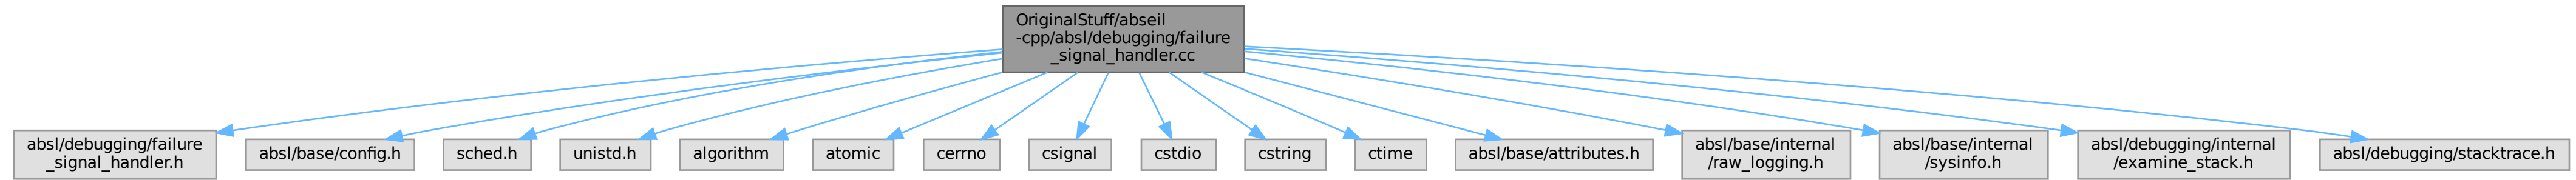 OriginalStuff/abseil
-cpp/absl/debugging/failure
_signal_handler.cc
absl/debugging/failure
_signal_handler.h
absl/base/config.h
sched.h
unistd.h
algorithm
atomic
cerrno
csignal
cstdio
cstring
ctime
absl/base/attributes.h
absl/base/internal
/raw_logging.h
absl/base/internal
/sysinfo.h
absl/debugging/internal
/examine_stack.h
absl/debugging/stacktrace.h